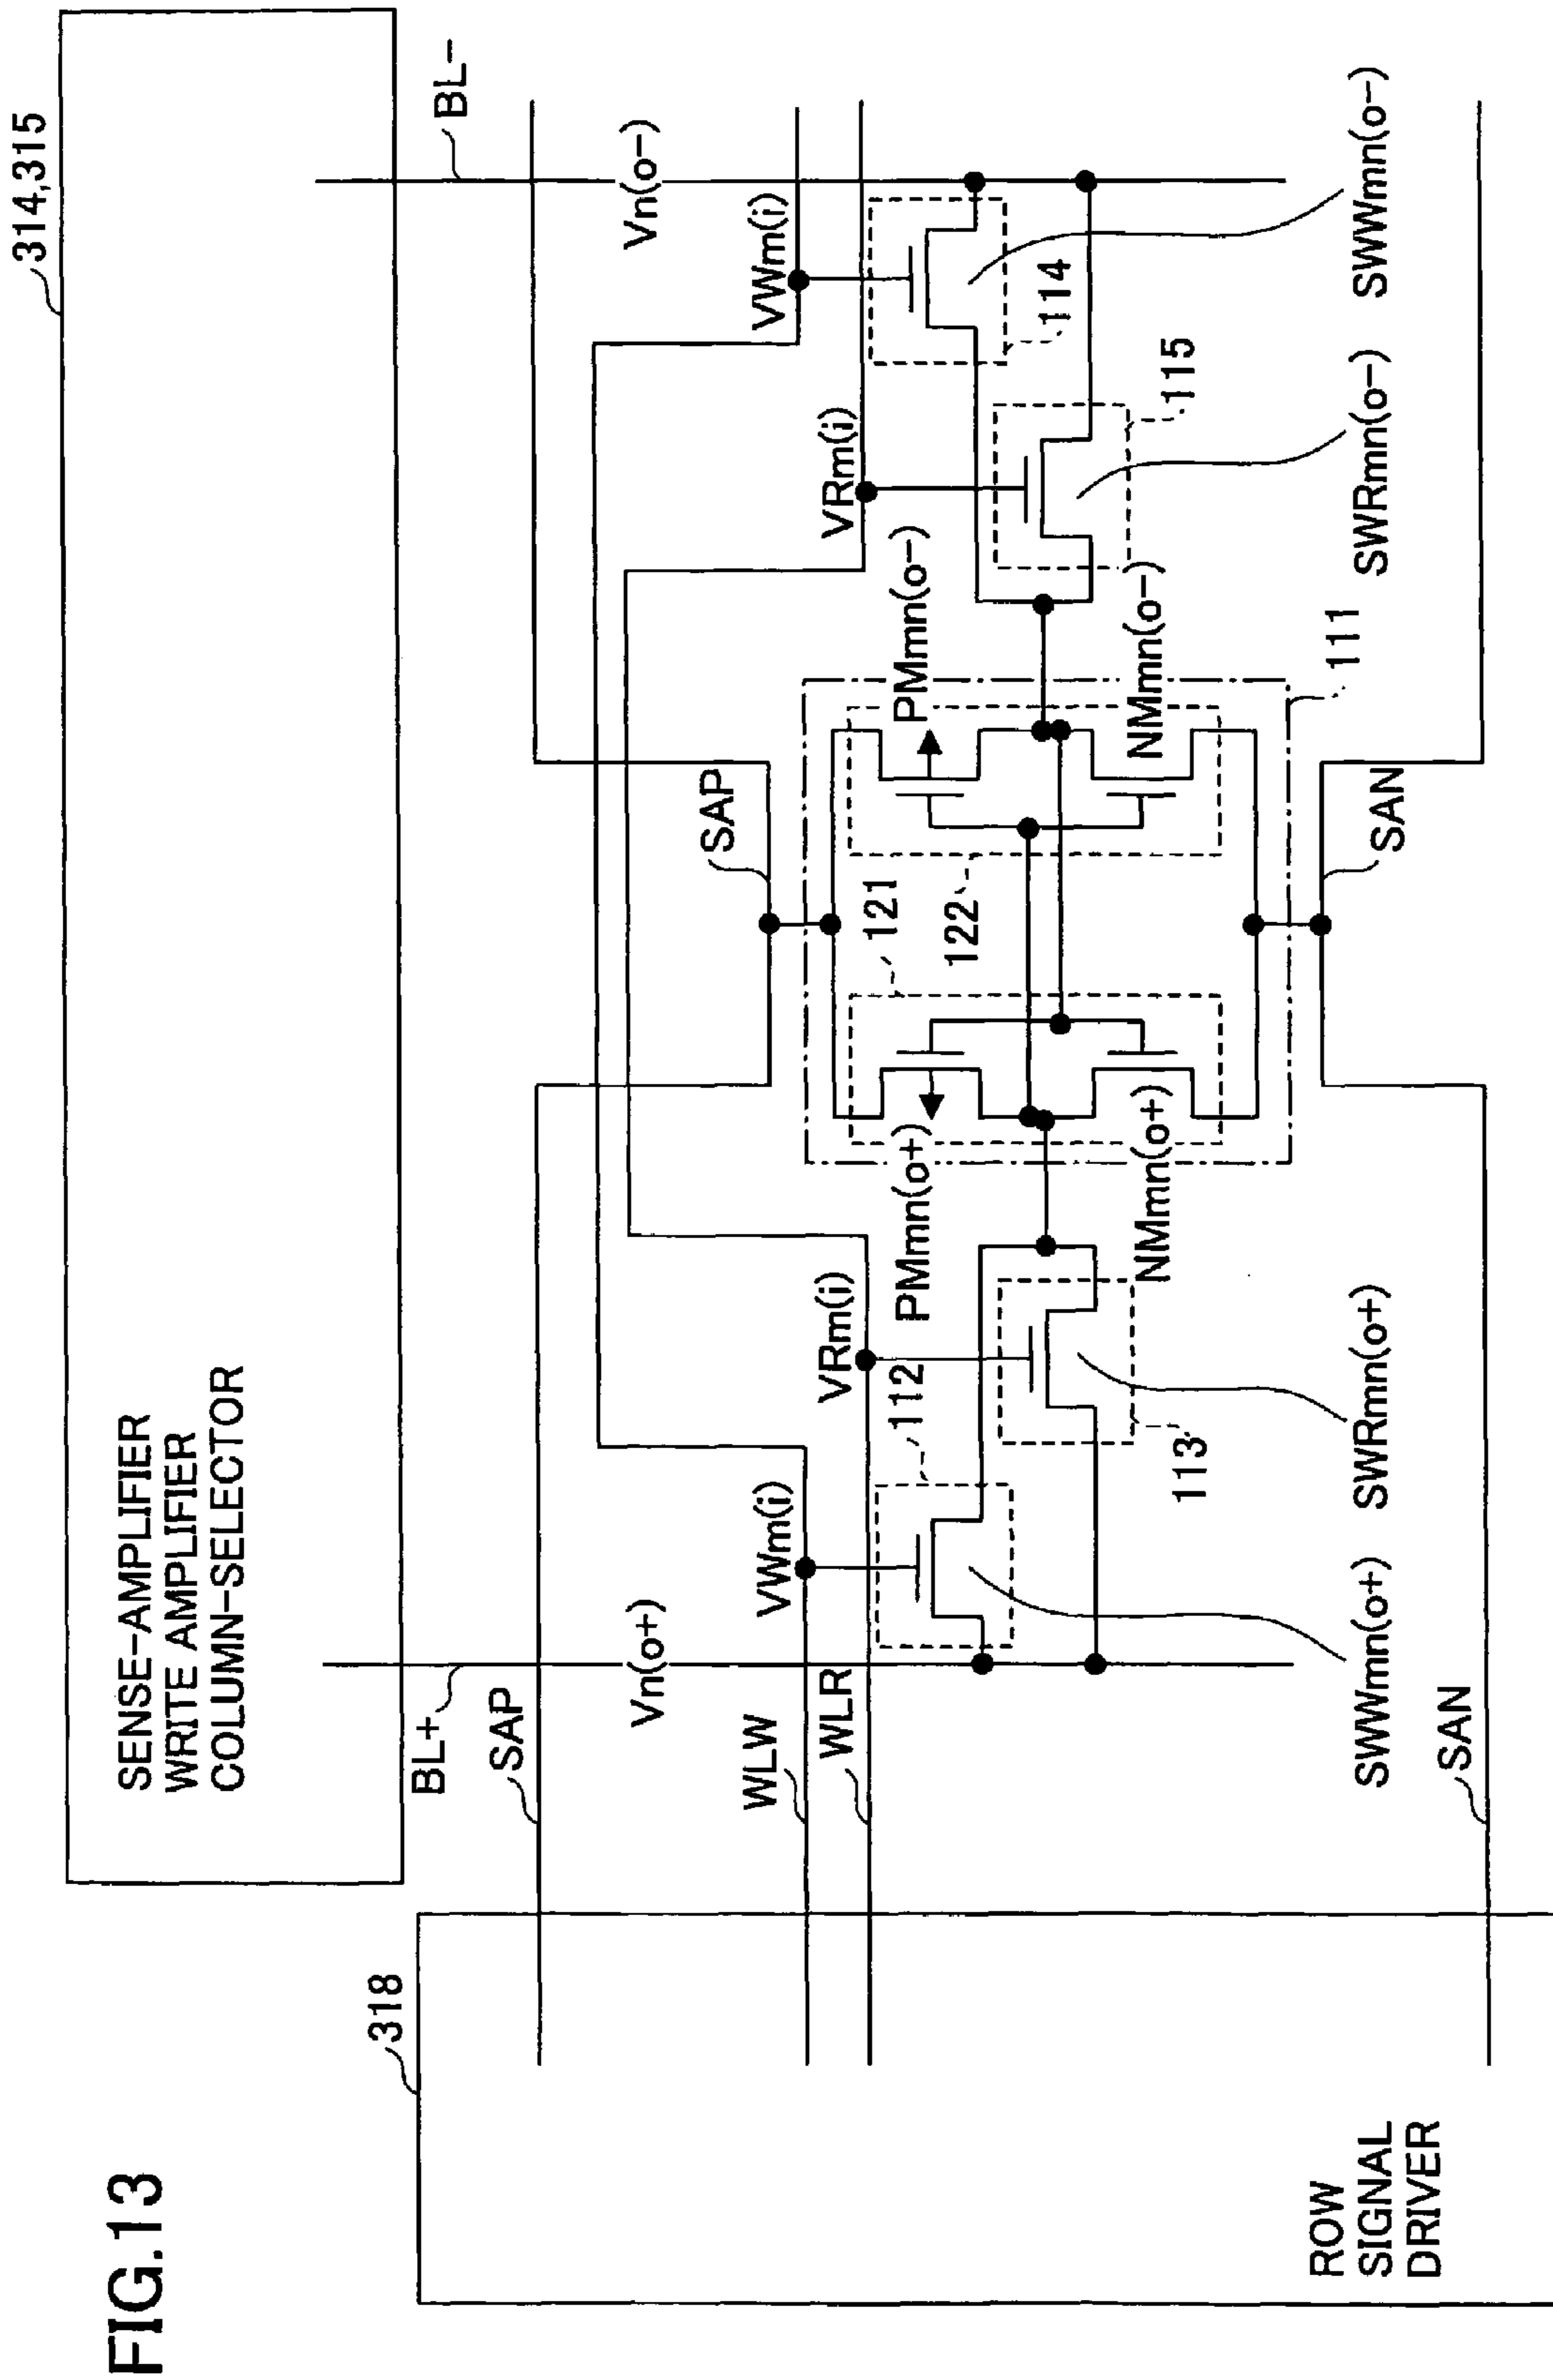 FIG.13
314,315
SENSE-AMPLIFIER
WRITE AMPLIFIER
COLUMN-SELECTOR
318
ROW
SIGNAL
DRIVER
BL+
BL-
SAP
Vn(o+)
Vn(o-)
WLW
VWm(i)
VWm(i)
WLR
VRm(i)
VRm(i)
SAP
112
113
114
115
121
122
111
PMmn(o+)
PMmn(o-)
NMmn(o+)
NMmn(o-)
SWWmn(o+)
SWRmn(o+)
SWRmn(o-)
SWWmn(o-)
SAN
SAN